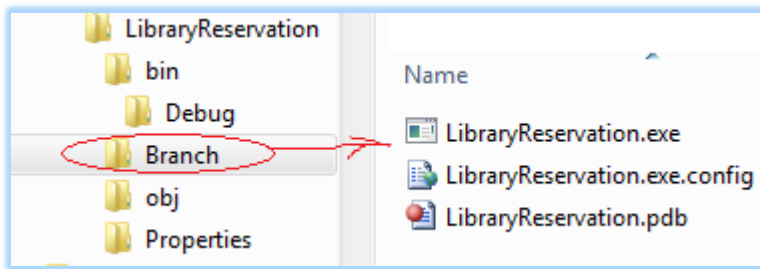 LibraryReservation
bin
Debug
Branch
obj
Properties
Name
LibraryReservation.exe
LibraryReservation.exe.config
LibraryReservation.pdb